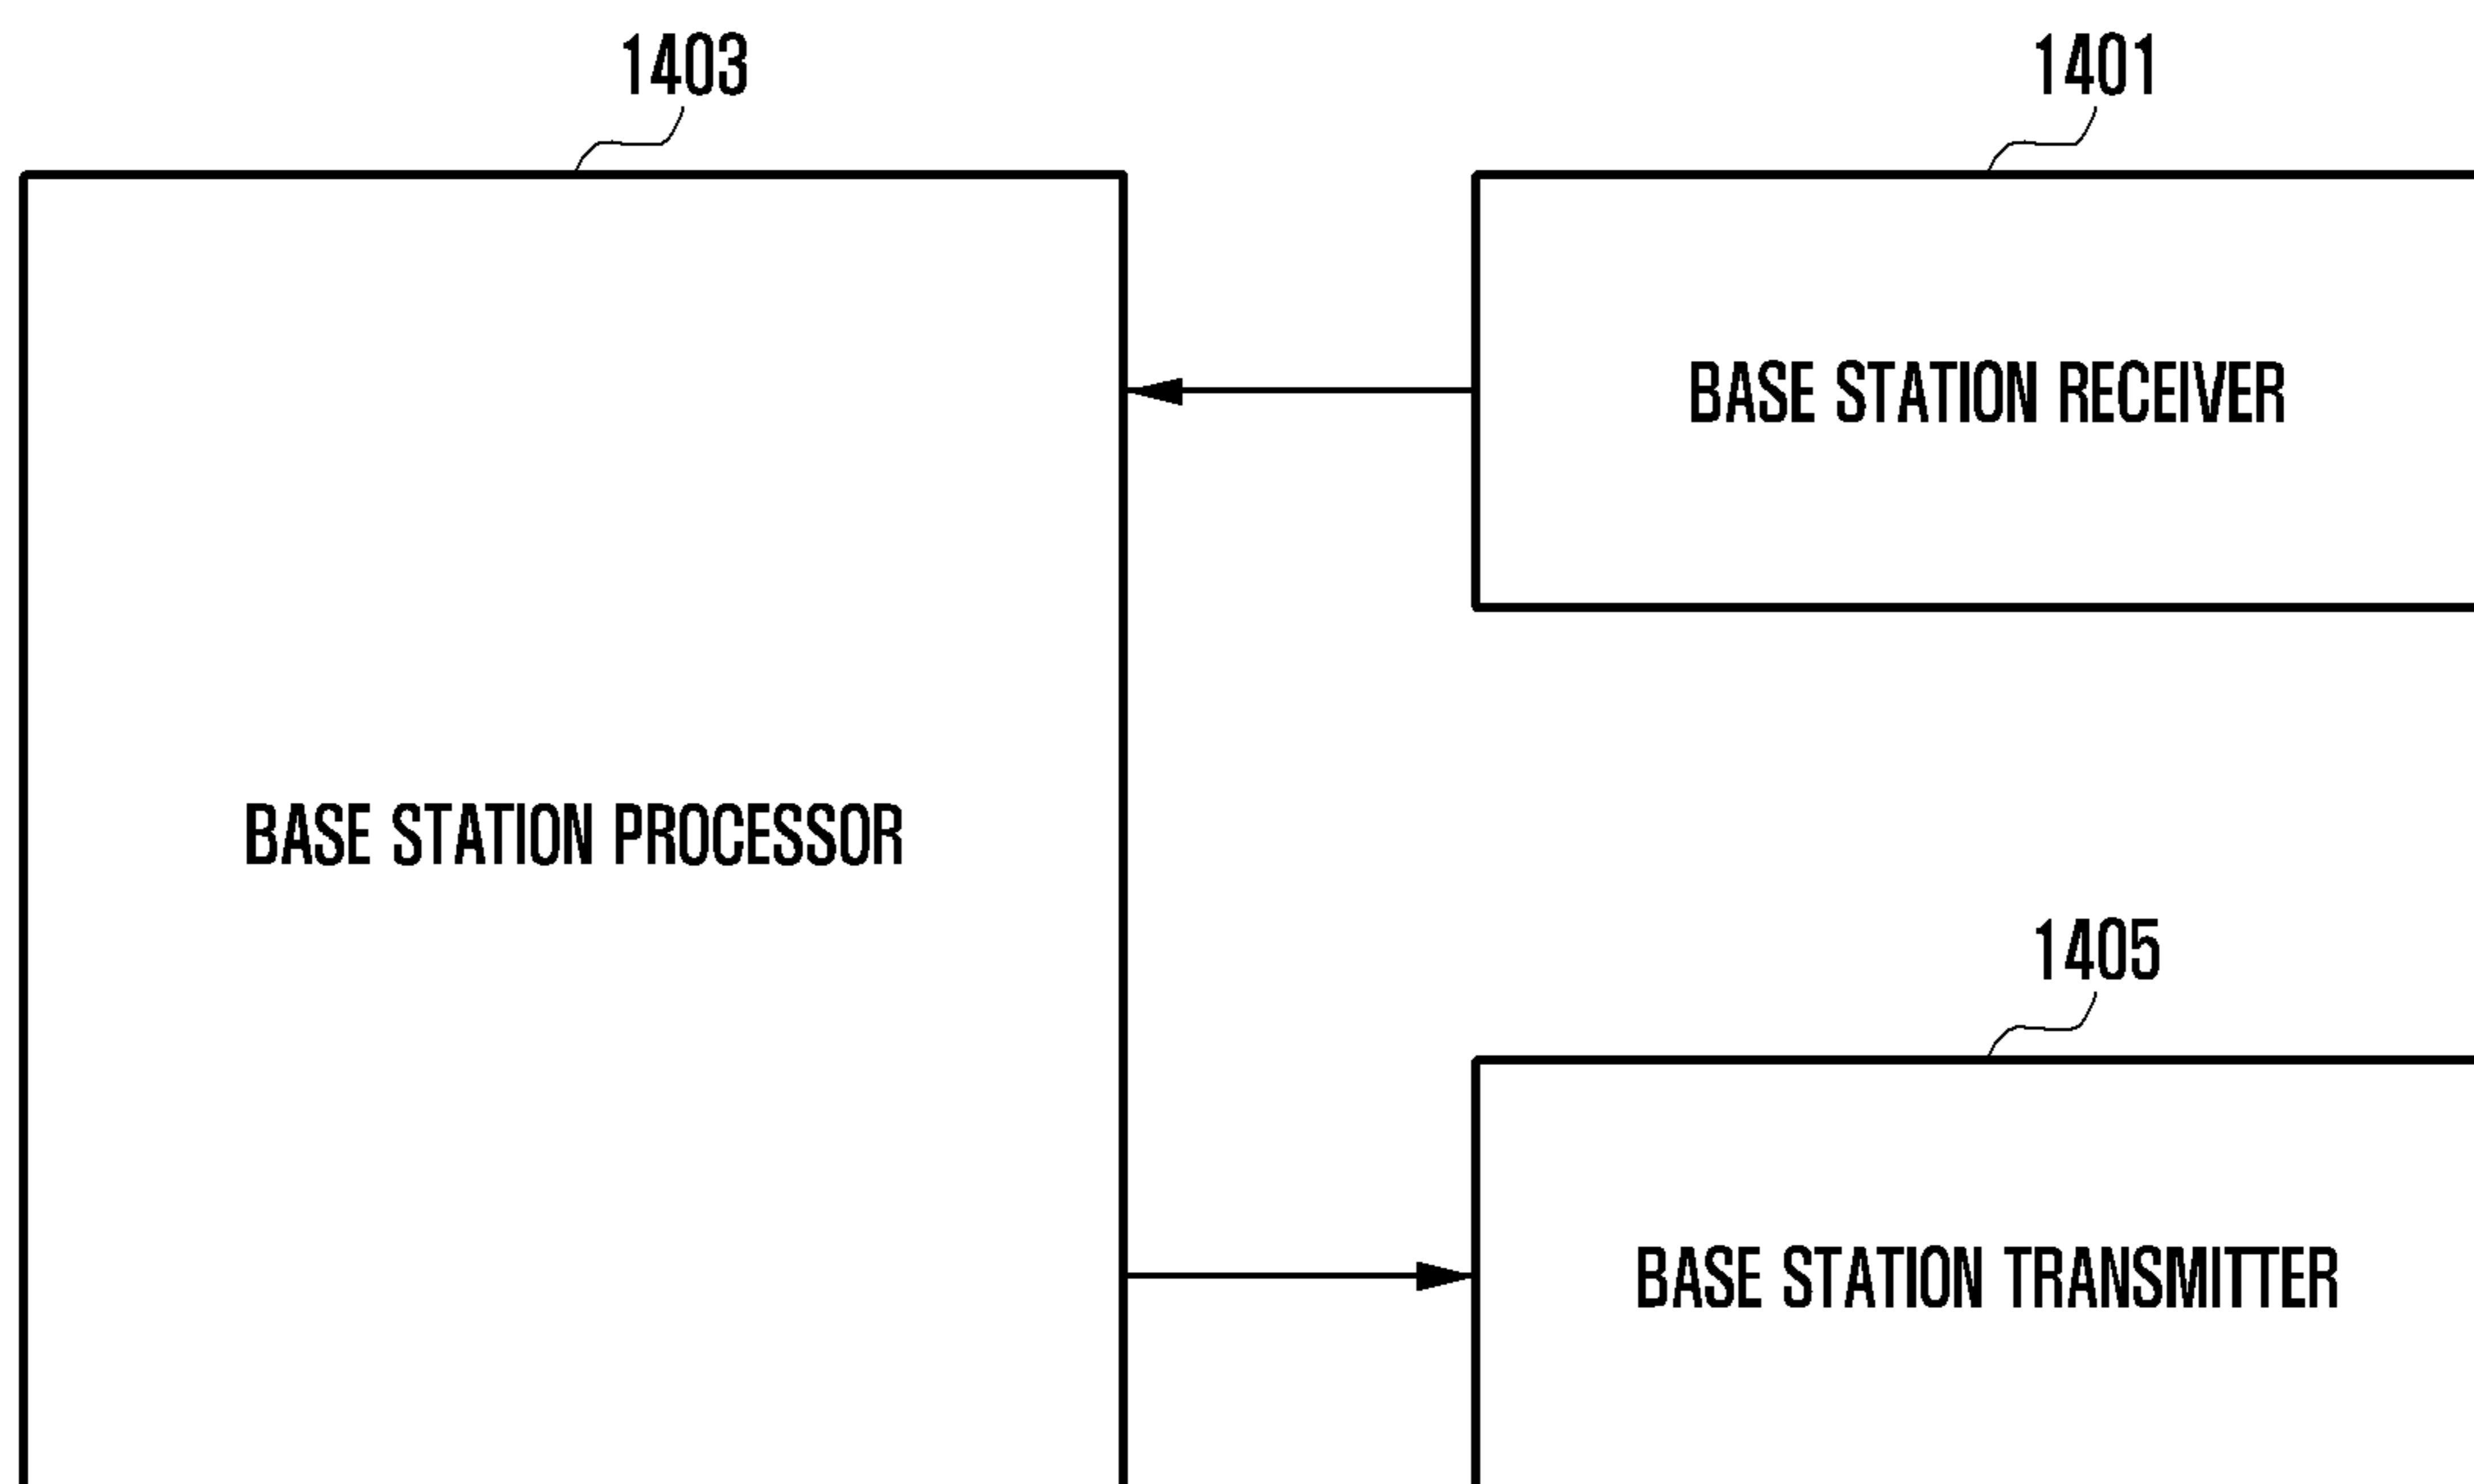 1403
1401
BASE STATION RECEIVER
BASE STATION PROCESSOR
1405
BASE STATION TRANSMITTER